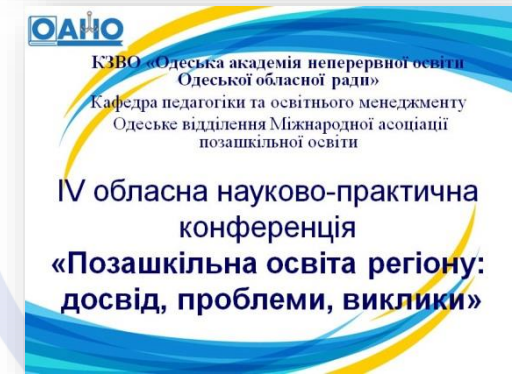 ОАНО
КЗВО «Одеська академія неперервної освіти
Одеської обласної ради»
Кафедра педагогіки та освітнього менеджменту
Одеське відділення Міжнародної асоціації
позашкільної освіти
IV обласна науково-практична
конференція
«Позашкільна освіта регіону:
досвід, проблеми, виклики»